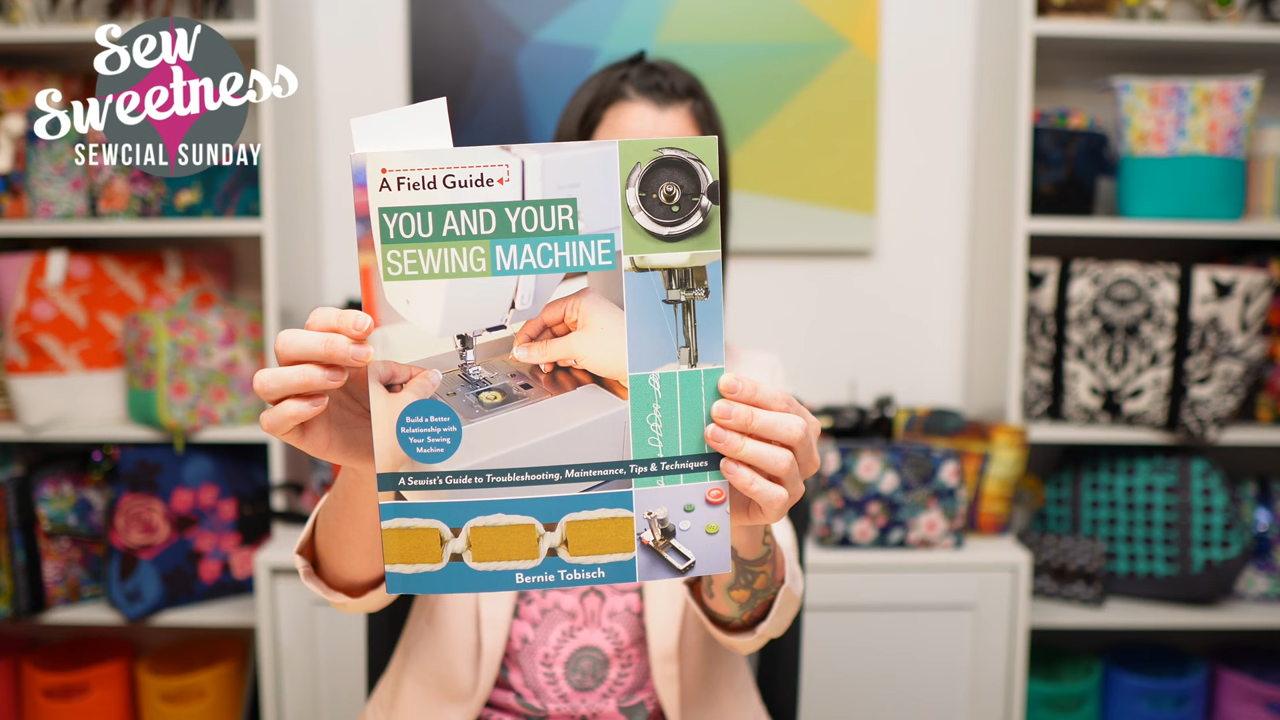 Sew
Sweetness
SEWCIAL SUNDAY
A Field Guide
YOU AND YOUR
SEWING MACHINE
Build a Better
Relationship with
Your Sewing
Machine
A Sewist's Guide to Troubleshooting, Maintenance, Tips & Techniques
Bernie Tobisch